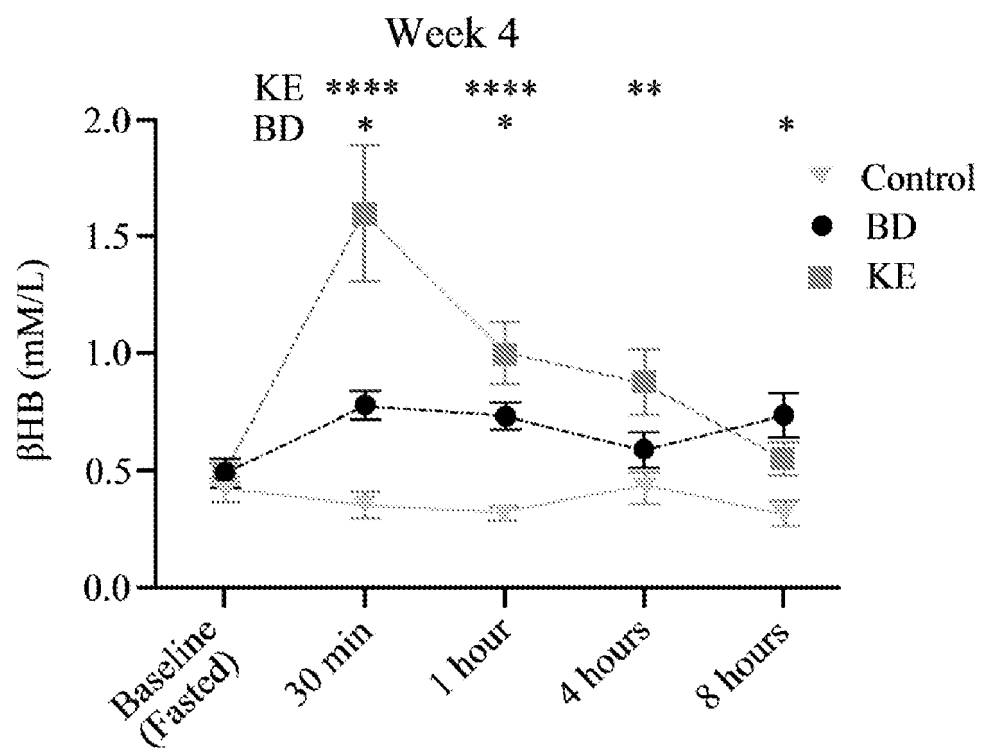 Week 4
KE **** **** **
BD * * *
2.0
1.5
1.0
0.5
0.0
βHB (mM/L)
Control
BD
KE
Baseline
(Fasted)
30 min
1 hour
4 hours
8 hours